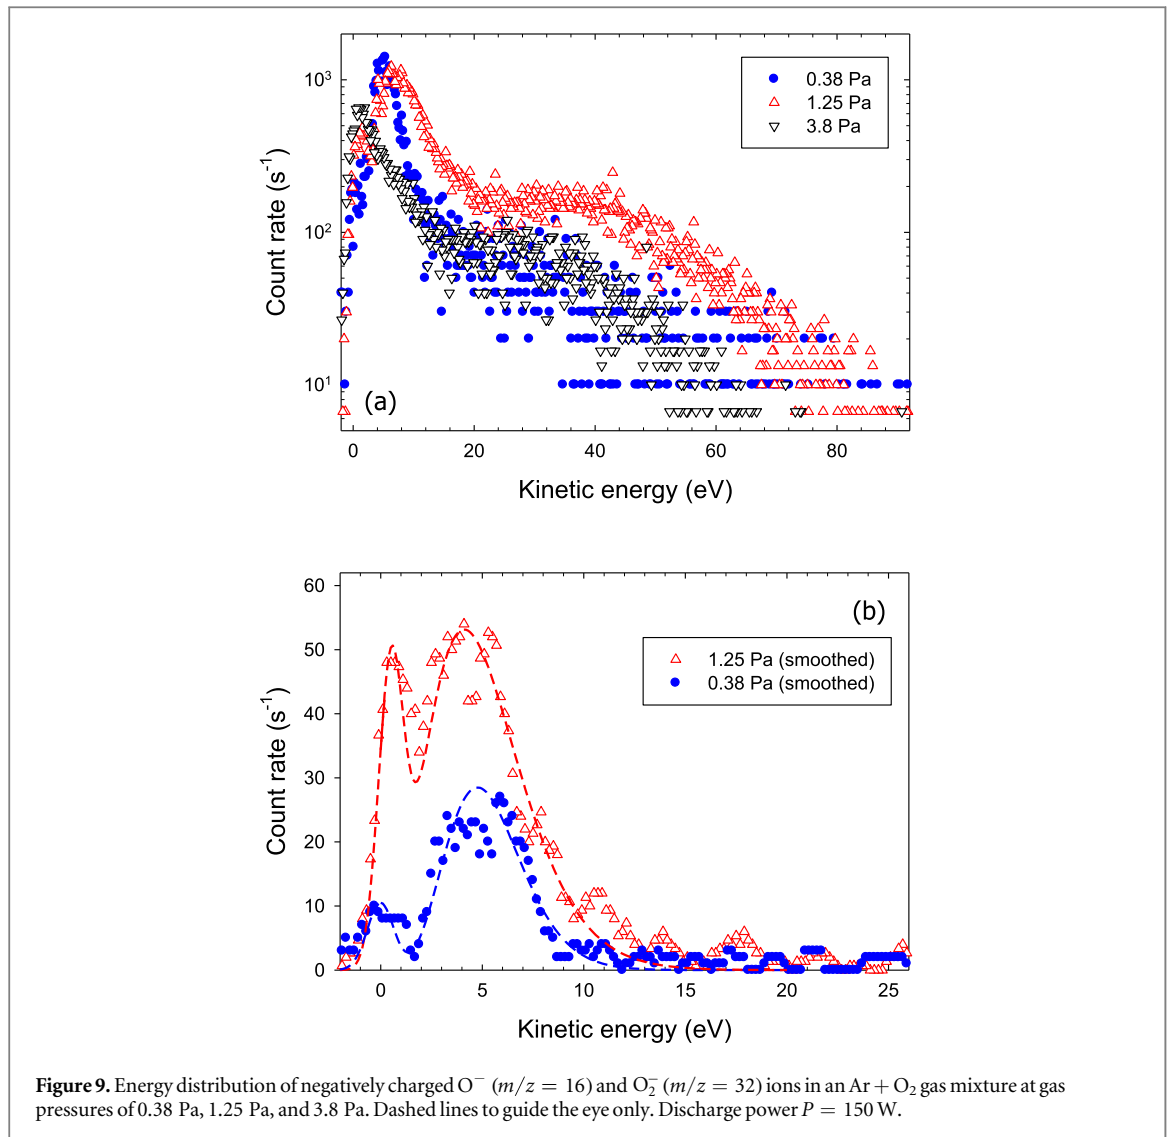 10³
10²
10¹
Count rate (s⁻¹)
0.38 Pa
1.25 Pa
3.8 Pa
(a)
0 20 40 60 80
Kinetic energy (eV)
60
50
40
30
20
10
0
Count rate (s⁻¹)
(b)
1.25 Pa (smoothed)
0.38 Pa (smoothed)
0 5 10 15 20 25
Kinetic energy (eV)
Figure 9. Energy distribution of negatively charged O⁻ (m/z = 16) and O₂⁻ (m/z = 32) ions in an Ar + O₂ gas mixture at gas
pressures of 0.38 Pa, 1.25 Pa, and 3.8 Pa. Dashed lines to guide the eye only. Discharge power P = 150 W.